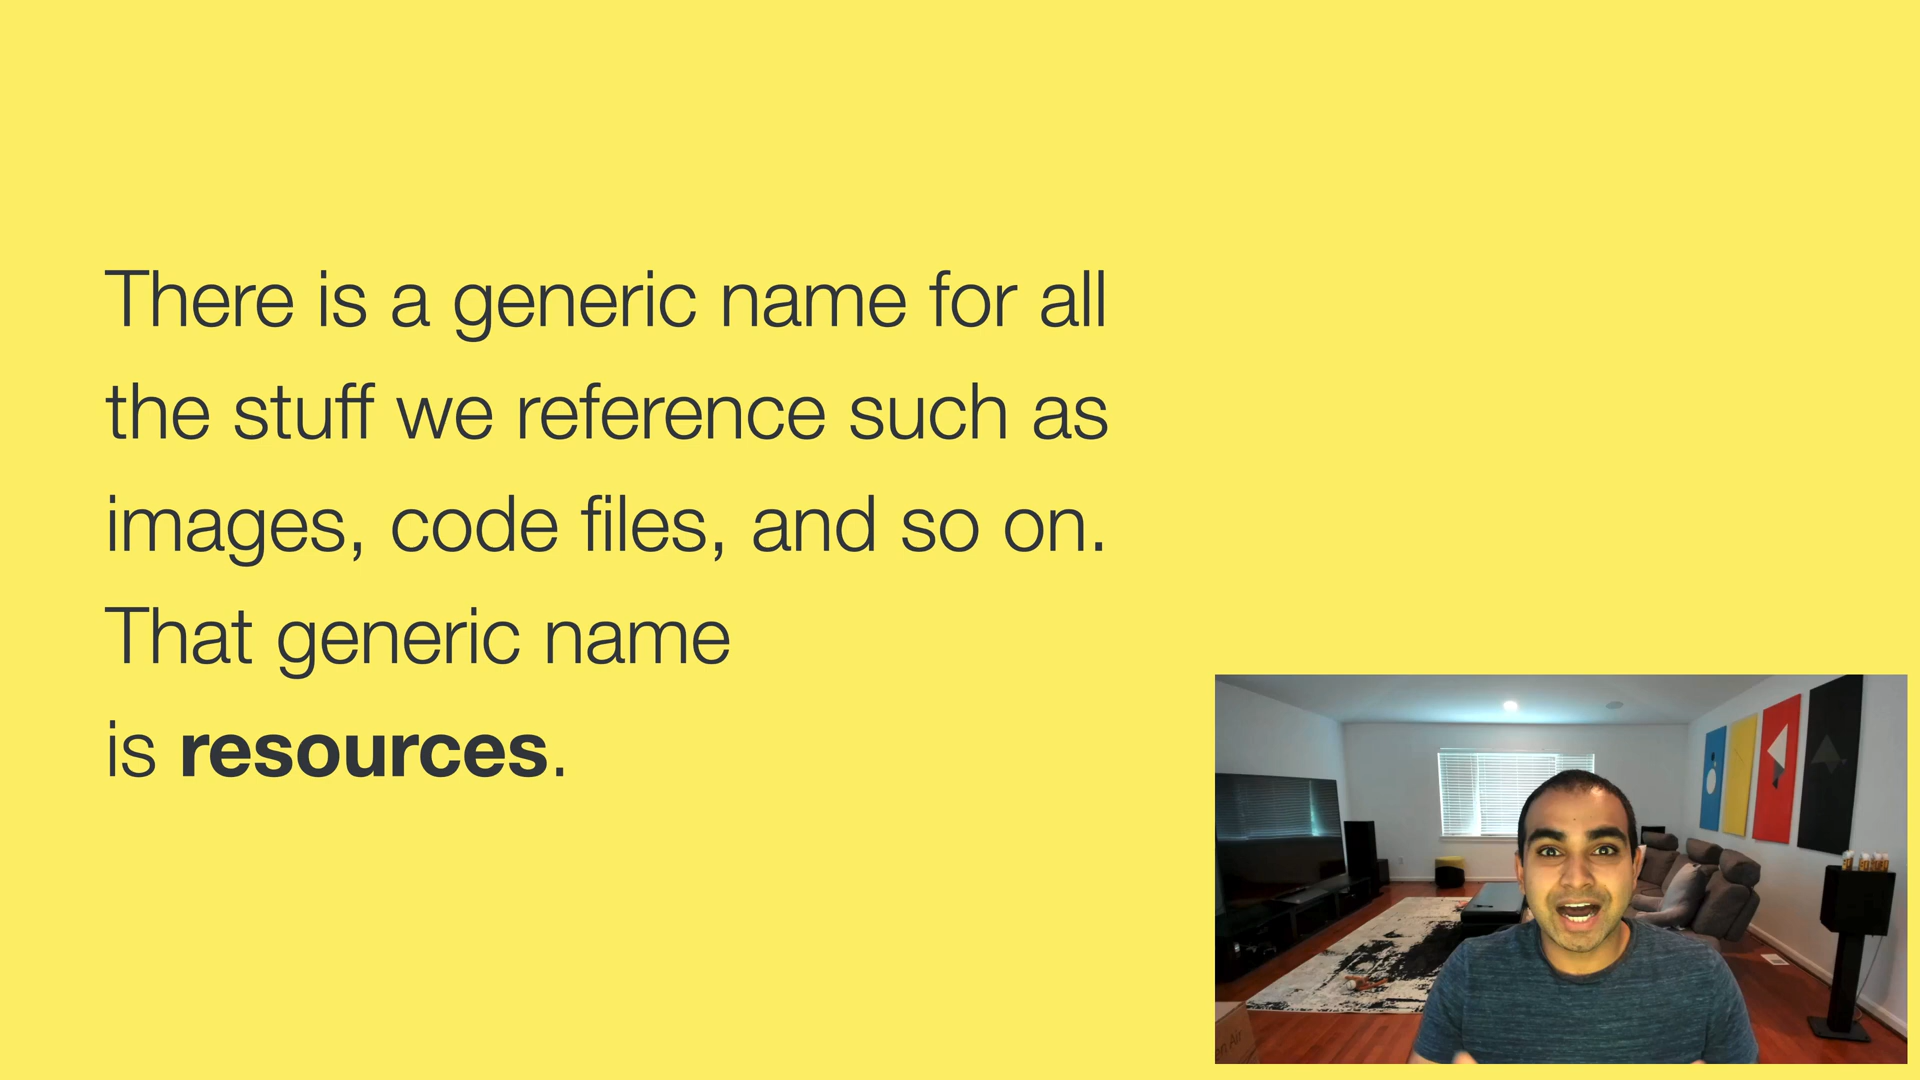 There is a generic name for all
the stuff we reference such as
images, code files, and so on.
That generic name
is resources.